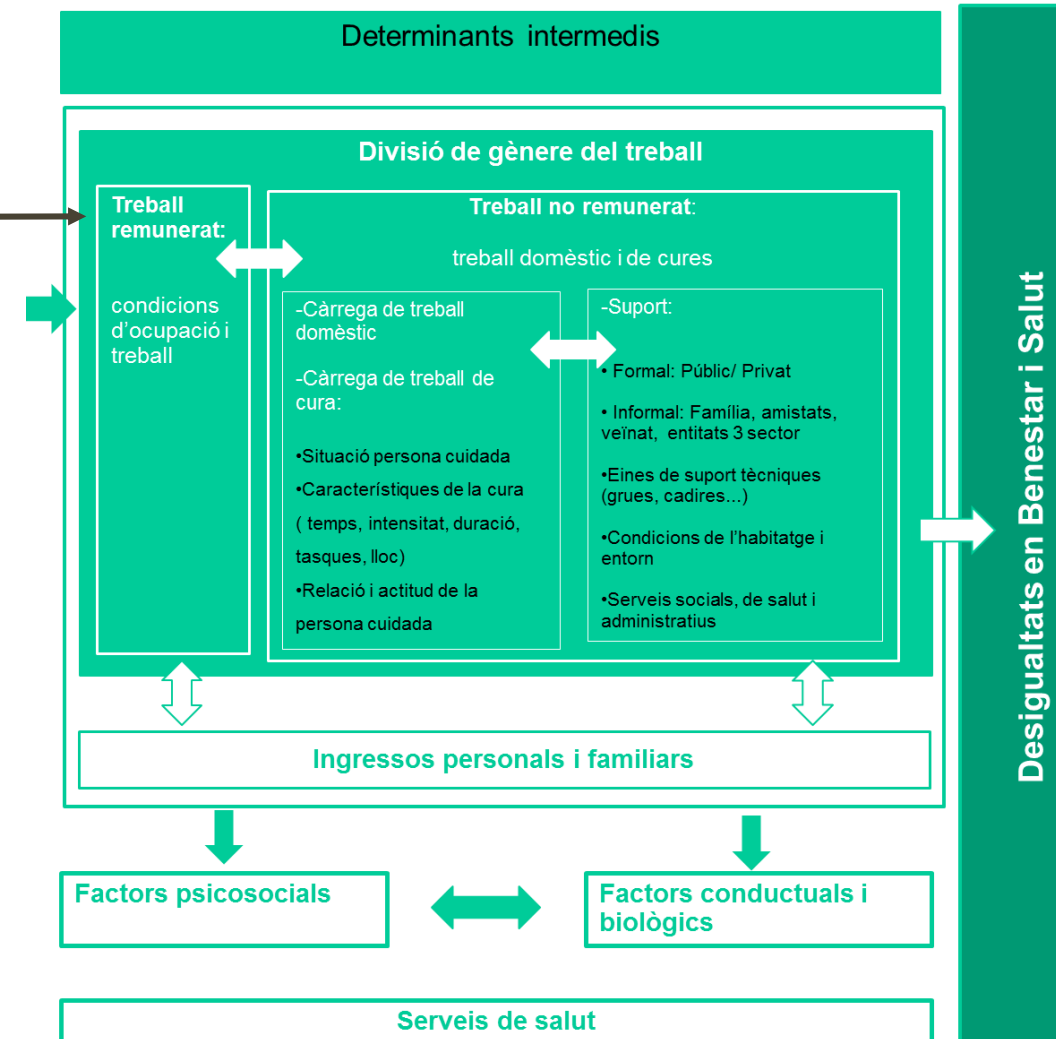 Determinants intermedis
Divisió de gènere del treball
Treball
remunerat:
condicions
d’ocupació i
treball
Treball no remunerat:
treball domèstic i de cures
-Càrrega de treball
domèstic
-Càrrega de treball de
cura:
•Situació persona cuidada
•Característiques de la cura
( temps, intensitat, duració,
tasques, lloc)
•Relació i actitud de la
persona cuidada
-Suport:
• Formal: Públic/ Privat
• Informal: Família, amistats,
veïnat, entitats 3 sector
•Eines de suport tècniques
(grues, cadires...)
•Condicions de l’habitatge i
entorn
•Serveis socials, de salut i
administratius
Ingressos personals i familiars
Factors psicosocials
Factors conductuals i
biològics
Serveis de salut
Desigualtats en Benestar i Salut